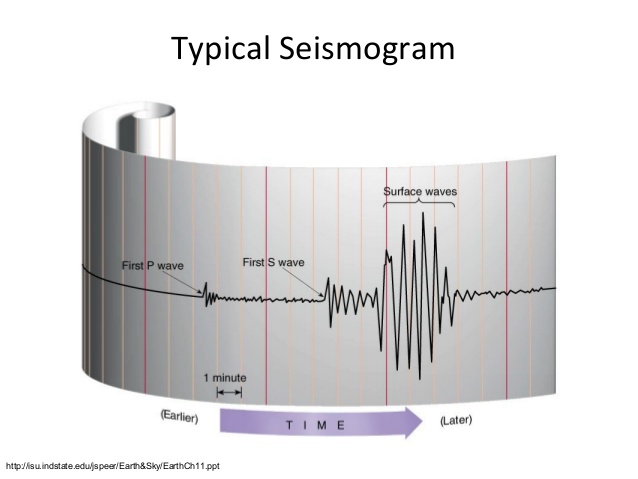 Typical Seismogram
Surface waves
First P wave
First S wave
1 minute
(Earlier)
TIME
(Later)
http://isu.indstate.edu/jspeer/Earth&Sky/EarthCh11.ppt